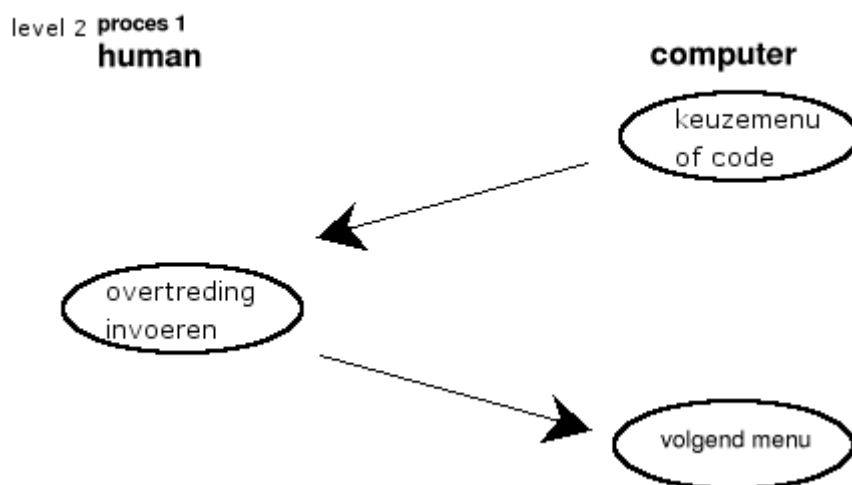 level 2 proces 1
human
computer
keuzemenu
of code
overtreding
invoeren
volgend menu